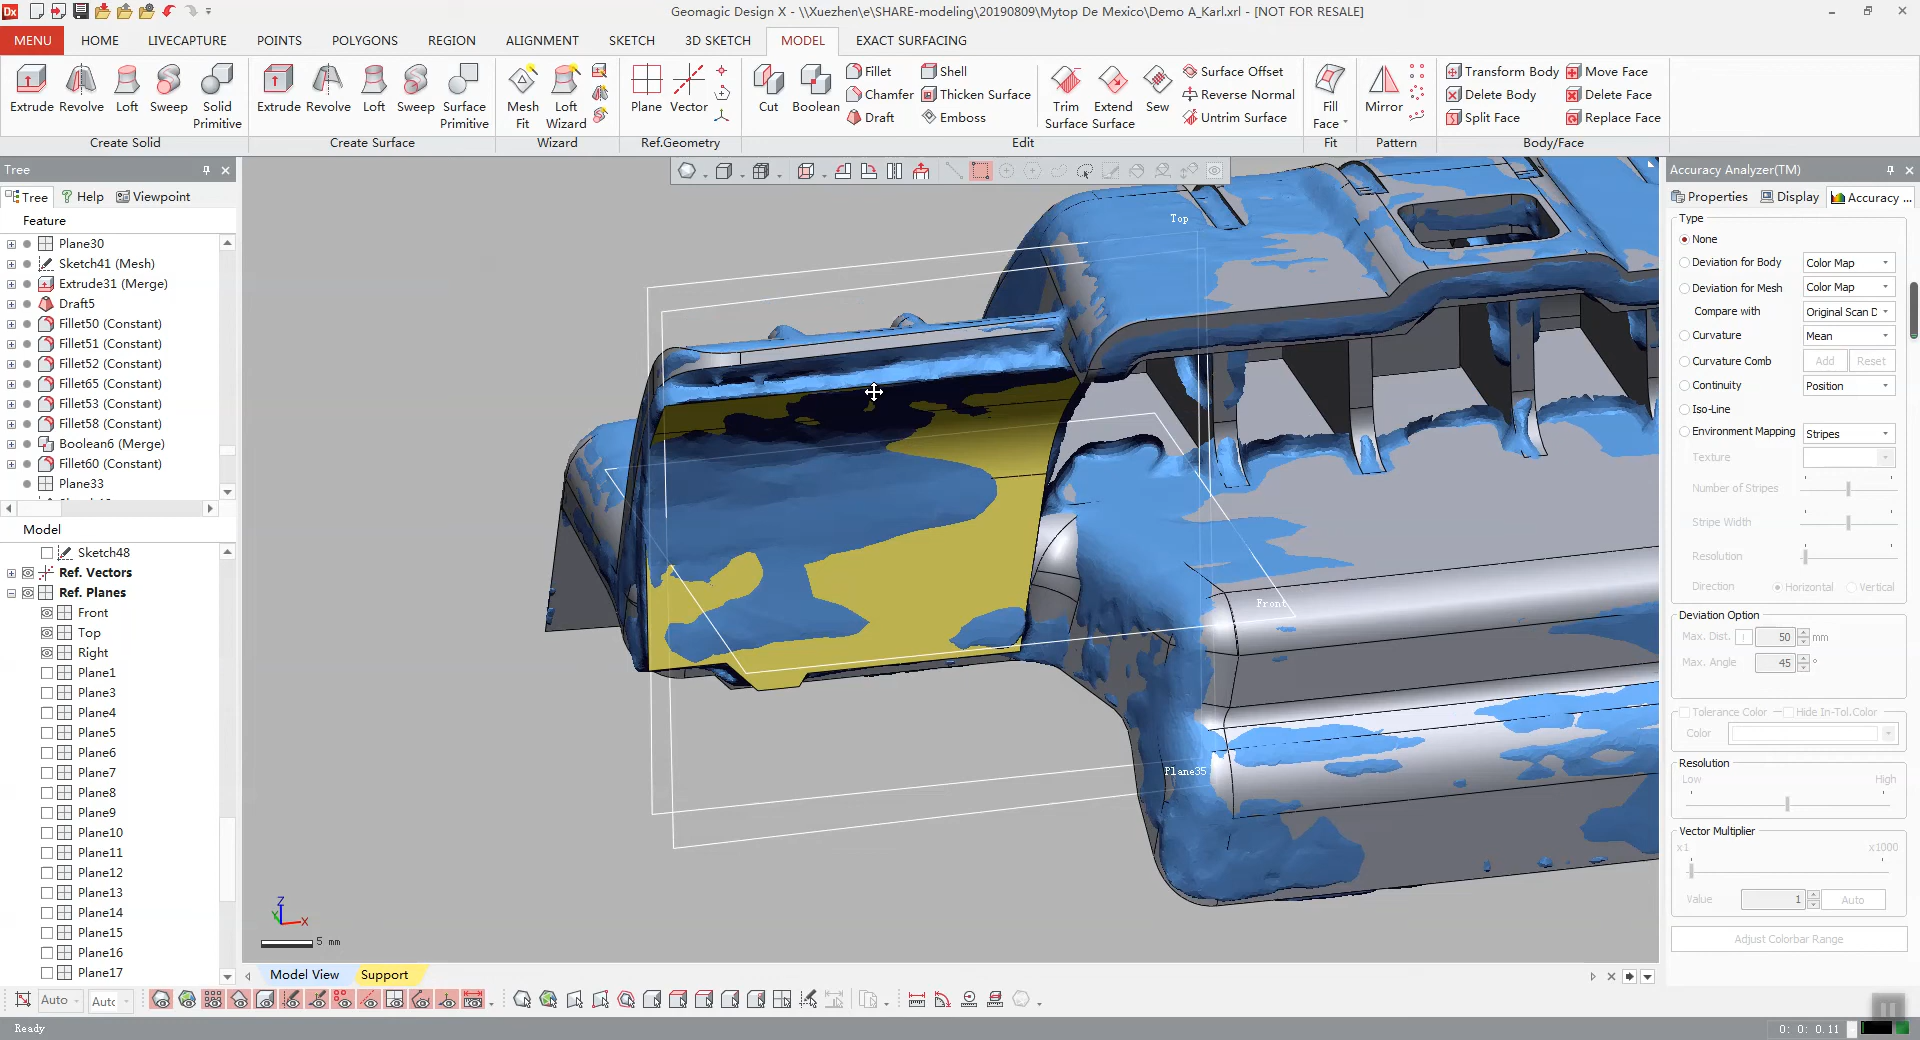 Dx Geomagic Design X - \\Xuezhen\e\SHARE-modeling\20190809\Mytop De Mexico\Demo A_Karl.xrl - [NOT FOR RESALE]
MENU HOME LIVECAPTURE POINTS POLYGONS REGION ALIGNMENT SKETCH 3D SKETCH MODEL EXACT SURFACING
Extrude Revolve Loft Sweep Solid Primitive
Create Solid
Extrude Revolve Loft Sweep Surface Primitive
Create Surface
Mesh Fit Loft Wizard
Wizard
Plane Vector
Ref.Geometry
Cut Boolean
Fillet Shell
Chamfer Thicken Surface
Draft Emboss
Trim Surface Extend Surface Sew
Surface Offset
Reverse Normal
Untrim Surface
Edit
Fill Face
Fit
Mirror
Pattern
Transform Body Move Face
Delete Body Delete Face
Split Face Replace Face
Body/Face
Tree
Tree Help Viewpoint
Feature
Plane30
Sketch41 (Mesh)
Extrude31 (Merge)
Draft5
Fillet50 (Constant)
Fillet51 (Constant)
Fillet52 (Constant)
Fillet65 (Constant)
Fillet53 (Constant)
Fillet58 (Constant)
Boolean6 (Merge)
Fillet60 (Constant)
Plane33
Model
Sketch48
Ref. Vectors
Ref. Planes
Front
Top
Right
Plane1
Plane3
Plane4
Plane5
Plane6
Plane7
Plane8
Plane9
Plane10
Plane11
Plane12
Plane13
Plane14
Plane15
Plane16
Plane17
Top
Front
Plane35
Z
Y
X
5 mm
Model View Support
Accuracy Analyzer(TM)
Properties Display Accuracy ...
Type
None
Deviation for Body Color Map
Deviation for Mesh Color Map
Compare with Original Scan D
Curvature Mean
Curvature Comb Add Reset
Continuity Position
Iso-Line
Environment Mapping Stripes
Texture
Number of Stripes
Stripe Width
Resolution
Direction Horizontal Vertical
Deviation Option
Max. Dist. 50 mm
Max. Angle 45 °
Tolerance Color Hide In-Tol.Color
Color
Resolution
Low High
Vector Multiplier
x1 x1000
Value 1 Auto
Adjust Colorbar Range
Auto
Ready
0: 0: 0.11